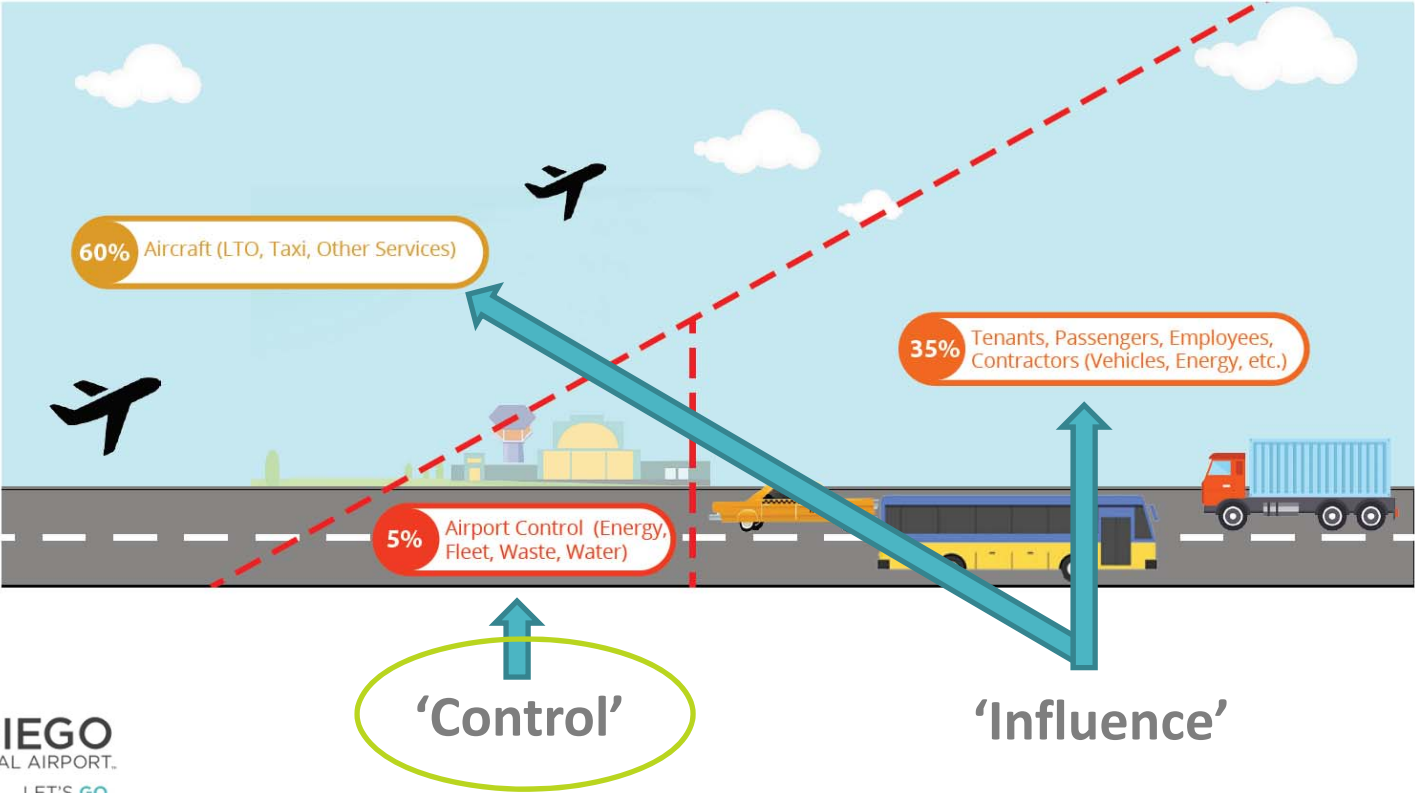 60% Aircraft (LTO, Taxi, Other Services)
35% Tenants, Passengers, Employees,
Contractors (Vehicles, Energy, etc.)
5% Airport Control (Energy,
Fleet, Waste, Water)
‘Control’
‘Influence’
IEGO
AL AIRPORT™
LET'S GO